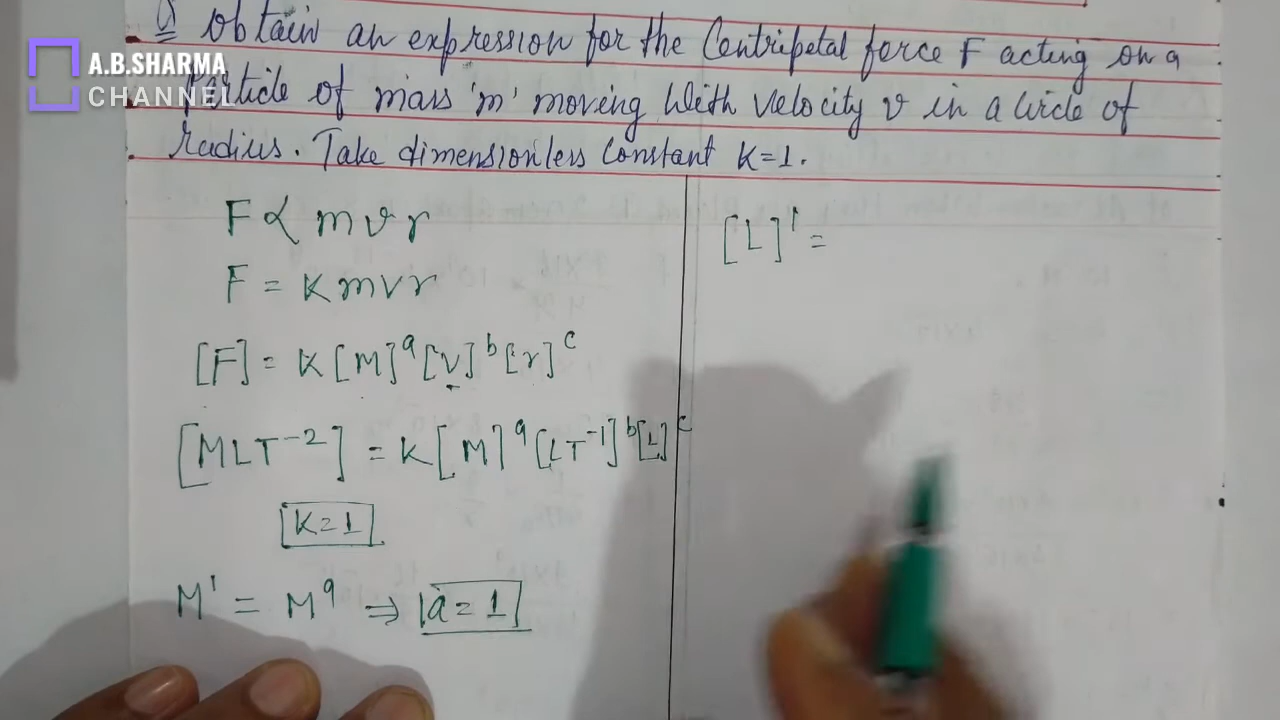 Q obtain an expression for the Centripetal force F acting on a
Particle of mass 'm' moving with velocity v in a circle of
radius. Take dimensionless constant K=1.
A.B.SHARMA
CHANNEL
F ∝ m v r
F = K m v r
[F] = K [M]^a [v]^b [r]^c
[MLT^-2] = K [M]^a [LT^-1]^b [L]^c
K=1
M^1 = M^a ⇒ a = 1
[L]^1 =